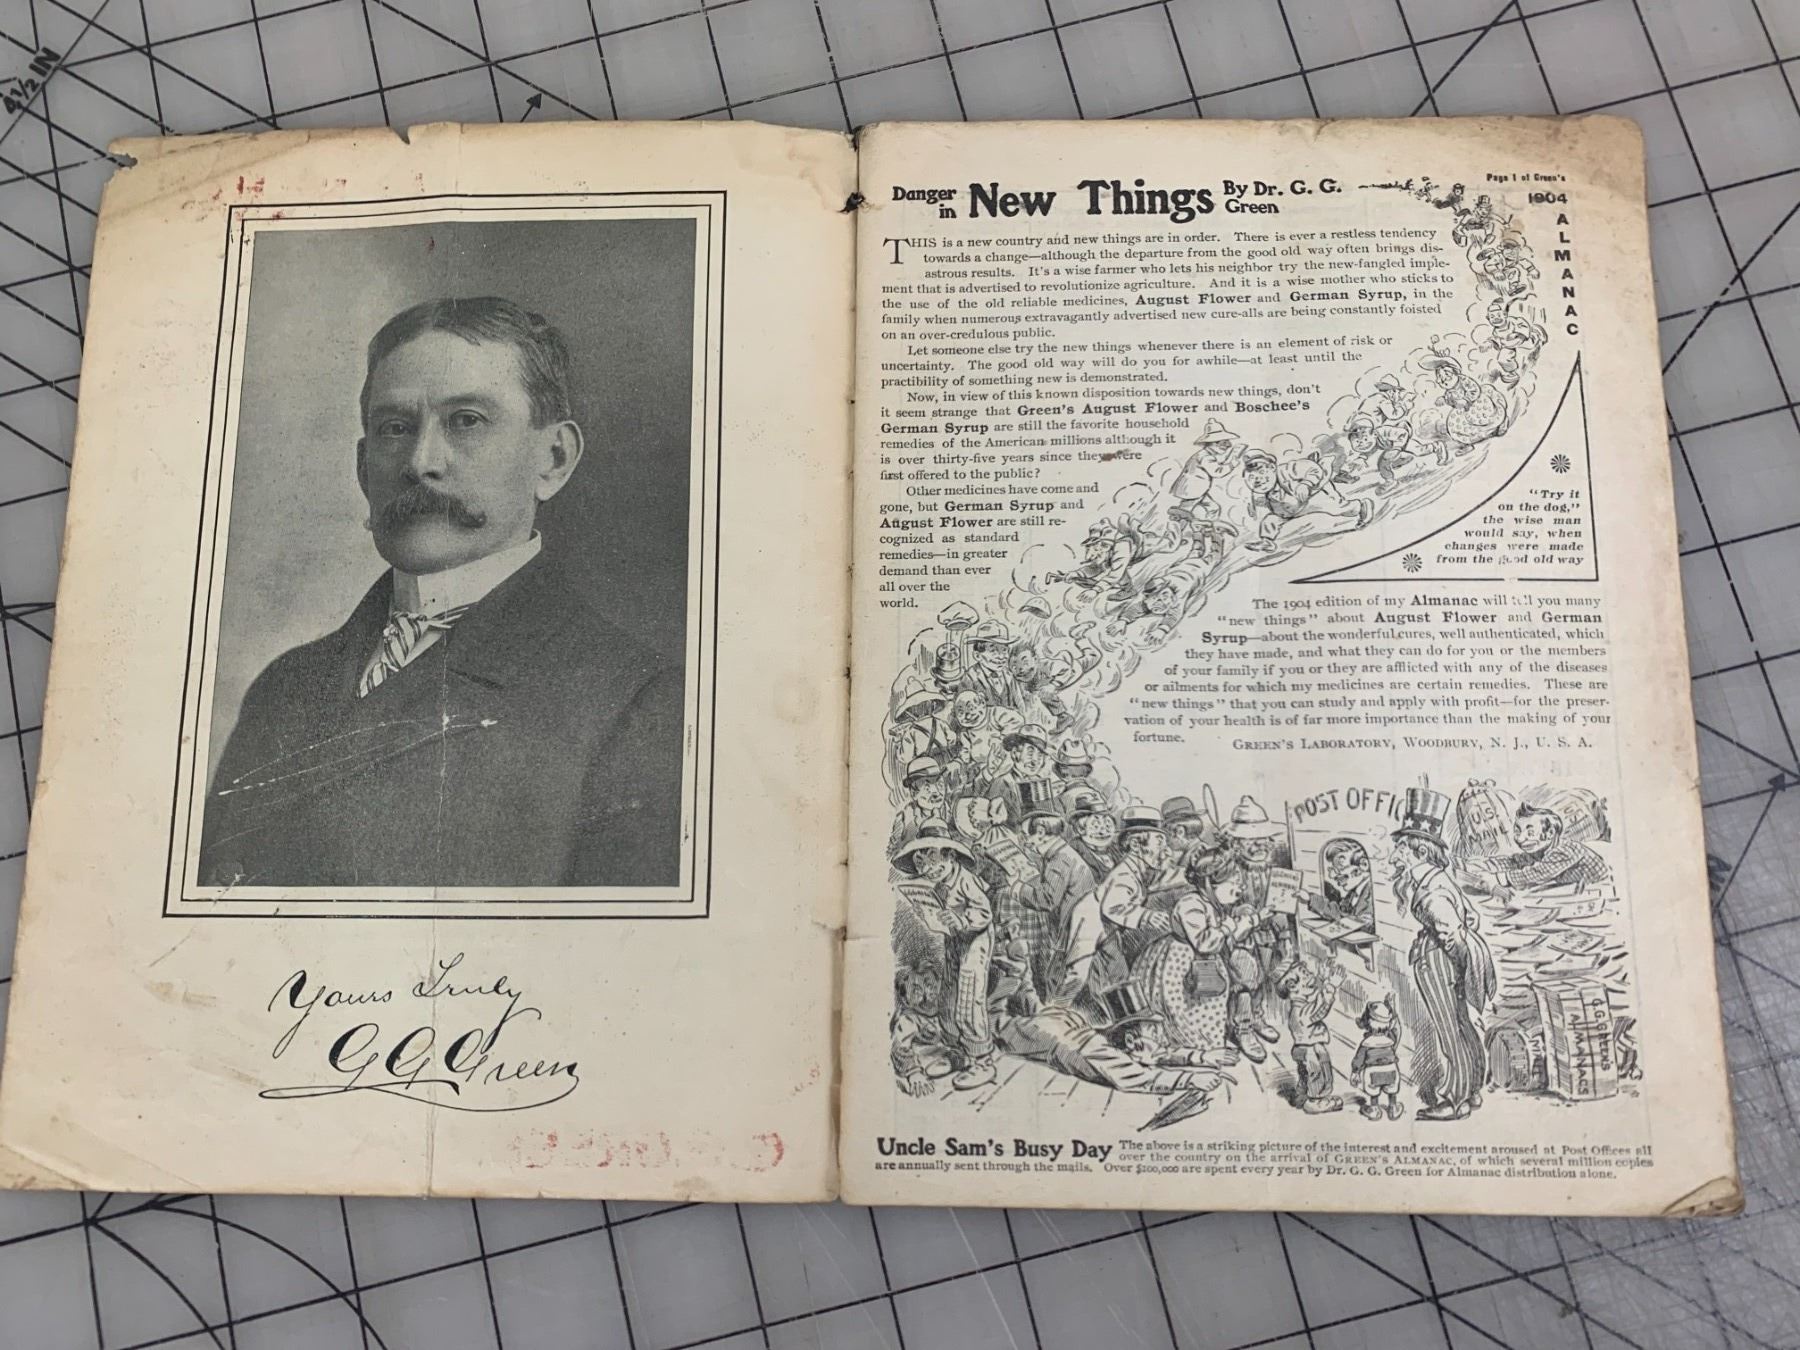 8 1/2 IN
Yours Truly
G G Green
Danger in New Things By Dr. G. G. Green
Page 1 of Green's
1904
ALMANAC
THIS is a new country and new things are in order. There is ever a restless tendency
towards a change—although the departure from the good old way often brings dis-
astrous results. It's a wise farmer who lets his neighbor try the new-fangled imple-
ment that is advertised to revolutionize agriculture. And it is a wise mother who sticks to
the use of the old reliable medicines, August Flower and German Syrup, in the
family when numerous extravagantly advertised new cure-alls are being constantly foisted
on an over-credulous public.
Let someone else try the new things whenever there is an element of risk or
uncertainty. The good old way will do you for awhile—at least until the
practibility of something new is demonstrated.
Now, in view of this known disposition towards new things, don't
it seem strange that Green's August Flower and Boschee's
German Syrup are still the favorite household
remedies of the American millions although it
is over thirty-five years since they were
first offered to the public?
Other medicines have come and
gone, but German Syrup and
August Flower are still re-
cognized as standard
remedies—in greater
demand than ever
all over the
world.
"Try it
on the dog,"
the wise man
would say, when
changes were made
from the good old way
The 1904 edition of my Almanac will tell you many
"new things" about August Flower and German
Syrup—about the wonderful cures, well authenticated, which
they have made, and what they can do for you or the members
of your family if you or they are afflicted with any of the diseases
or ailments for which my medicines are certain remedies. These are
"new things" that you can study and apply with profit—for the preser-
vation of your health is of far more importance than the making of your
fortune.
GREEN'S LABORATORY, WOODBURY, N. J., U. S. A.
POST OFFIC
U.S. MAIL
G.G. GREEN'S
ALMANACS
Uncle Sam's Busy Day The above is a striking picture of the interest and excitement aroused at Post Offices all
over the country on the arrival of GREEN'S ALMANAC, of which several million copies
are annually sent through the mails. Over $200,000 are spent every year by Dr. G. G. Green for Almanac distribution alone.